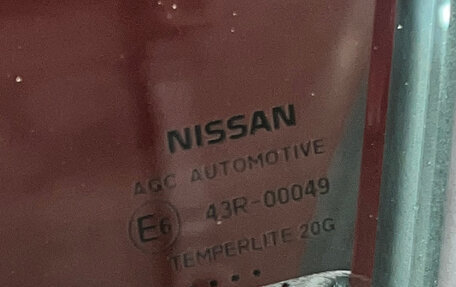 NISSAN
AGC AUTOMOTIVE
E6 43R-00049
TEMPERLITE 20G